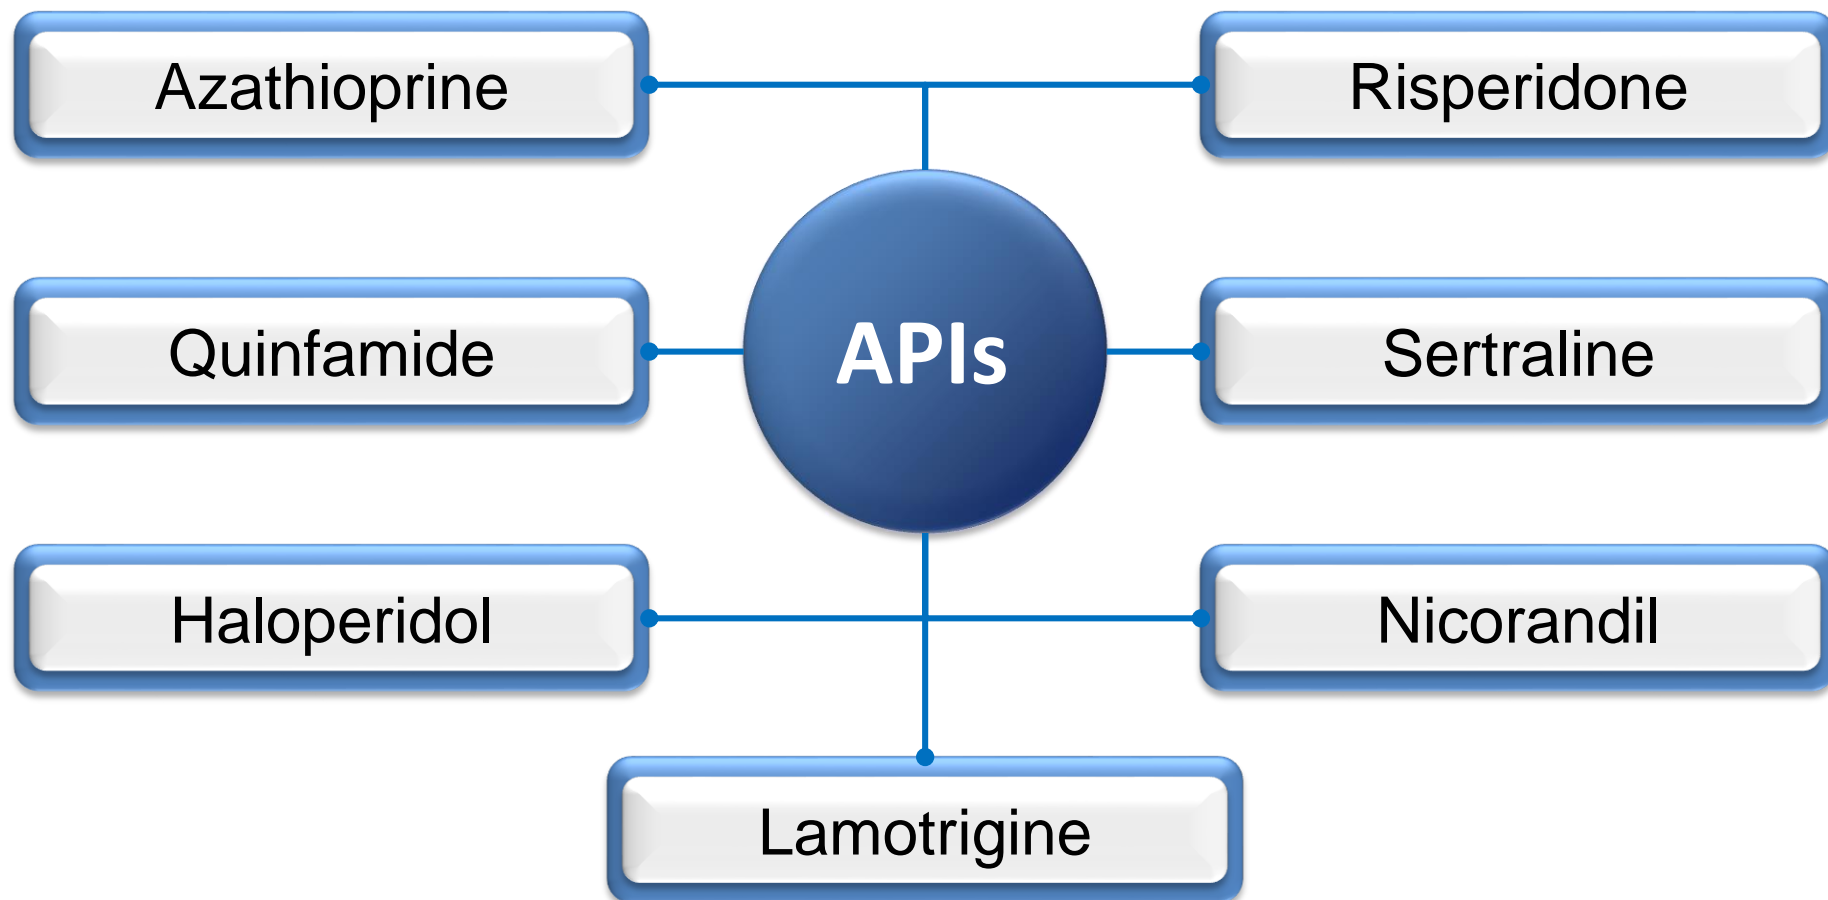 Azathioprine
Risperidone
Quinfamide
APIs
Sertraline
Haloperidol
Nicorandil
Lamotrigine